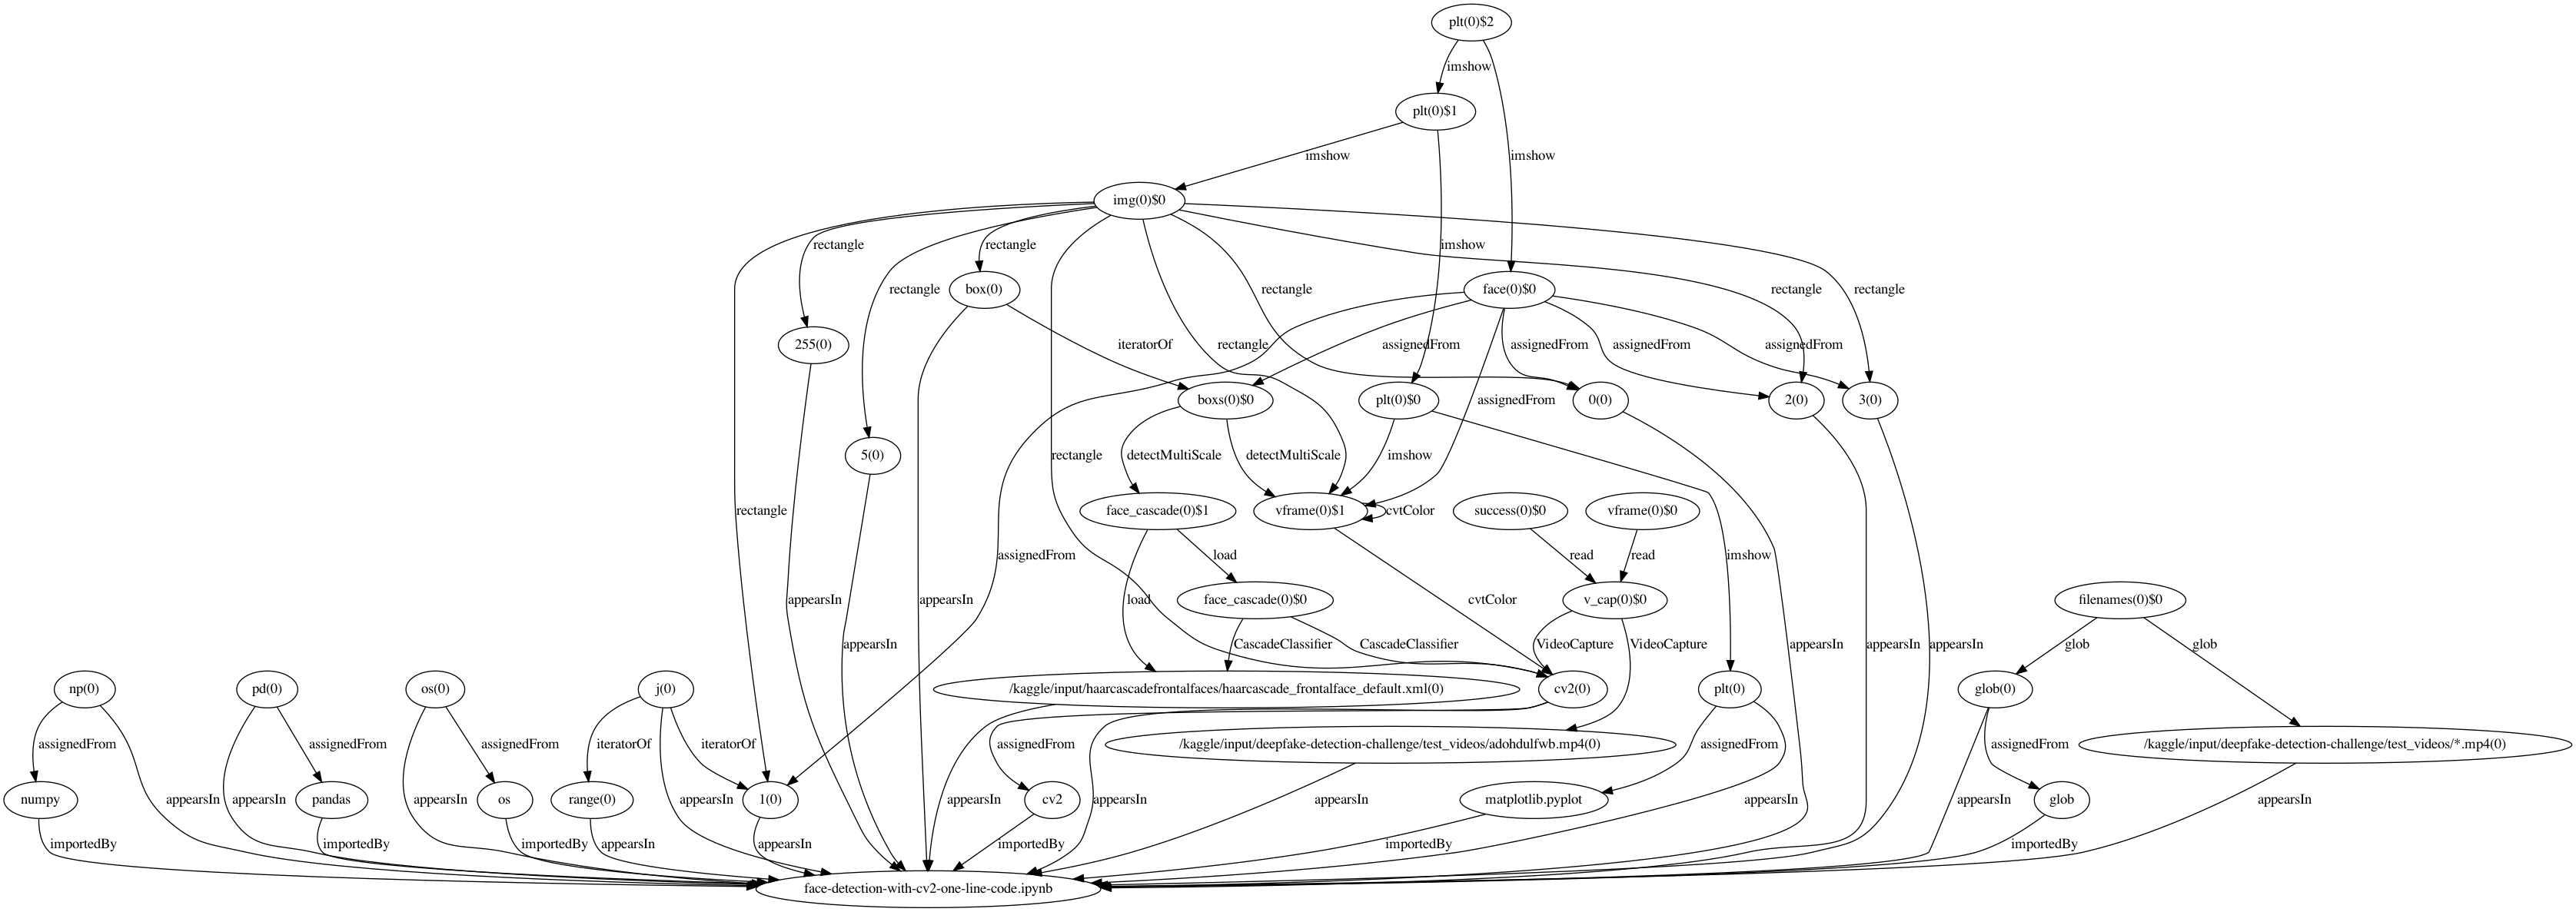 plt(0)$2
imshow
plt(0)$1
imshow
imshow
img(0)$0
rectangle
rectangle
imshow
rectangle
box(0)
rectangle
face(0)$0
rectangle
rectangle
255(0)
iteratorOf
rectangle
assignedFrom
assignedFrom
assignedFrom
assignedFrom
boxs(0)$0
plt(0)$0
assignedFrom
0(0)
2(0)
3(0)
5(0)
rectangle
detectMultiScale
detectMultiScale
imshow
rectangle
face_cascade(0)$1
vframe(0)$1
cvtColor
success(0)$0
vframe(0)$0
assignedFrom
load
read
read
imshow
appearsIn
appearsIn
load
face_cascade(0)$0
cvtColor
v_cap(0)$0
filenames(0)$0
appearsIn
CascadeClassifier
CascadeClassifier
VideoCapture
VideoCapture
appearsIn
appearsIn
appearsIn
glob
glob
np(0)
pd(0)
os(0)
j(0)
/kaggle/input/haarcascadefrontalfaces/haarcascade_frontalface_default.xml(0)
cv2(0)
plt(0)
glob(0)
assignedFrom
assignedFrom
assignedFrom
iteratorOf
iteratorOf
assignedFrom
/kaggle/input/deepfake-detection-challenge/test_videos/adohdulfwb.mp4(0)
assignedFrom
assignedFrom
/kaggle/input/deepfake-detection-challenge/test_videos/*.mp4(0)
numpy
appearsIn
appearsIn
pandas
appearsIn
os
range(0)
appearsIn
1(0)
appearsIn
cv2
appearsIn
appearsIn
matplotlib.pyplot
appearsIn
appearsIn
glob
appearsIn
importedBy
importedBy
importedBy
appearsIn
appearsIn
importedBy
importedBy
importedBy
face-detection-with-cv2-one-line-code.ipynb